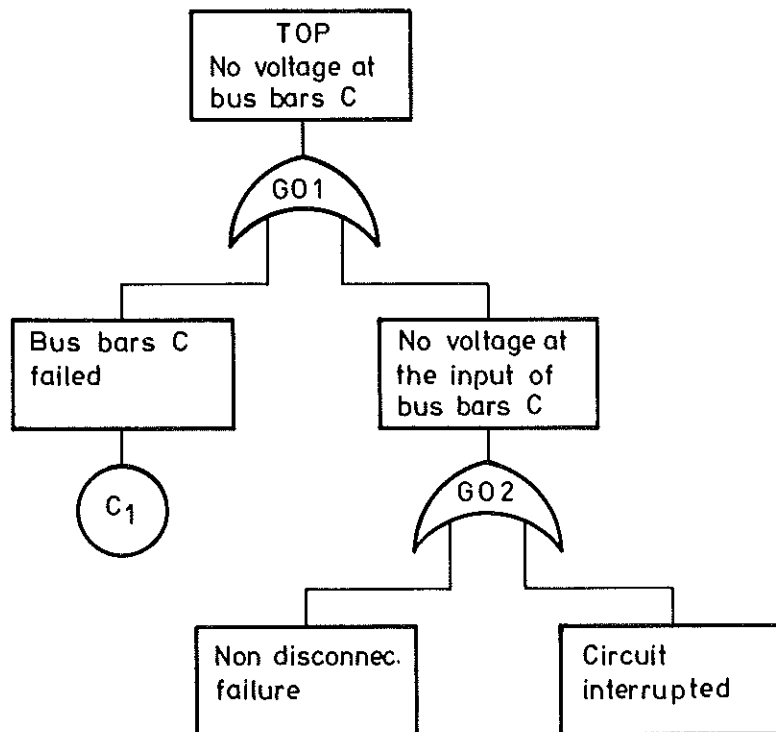 TOP
No voltage at
bus bars C
GO1
Bus bars C
failed
No voltage at
the input of
bus bars C
C1
GO2
Non disconnec.
failure
Circuit
interrupted